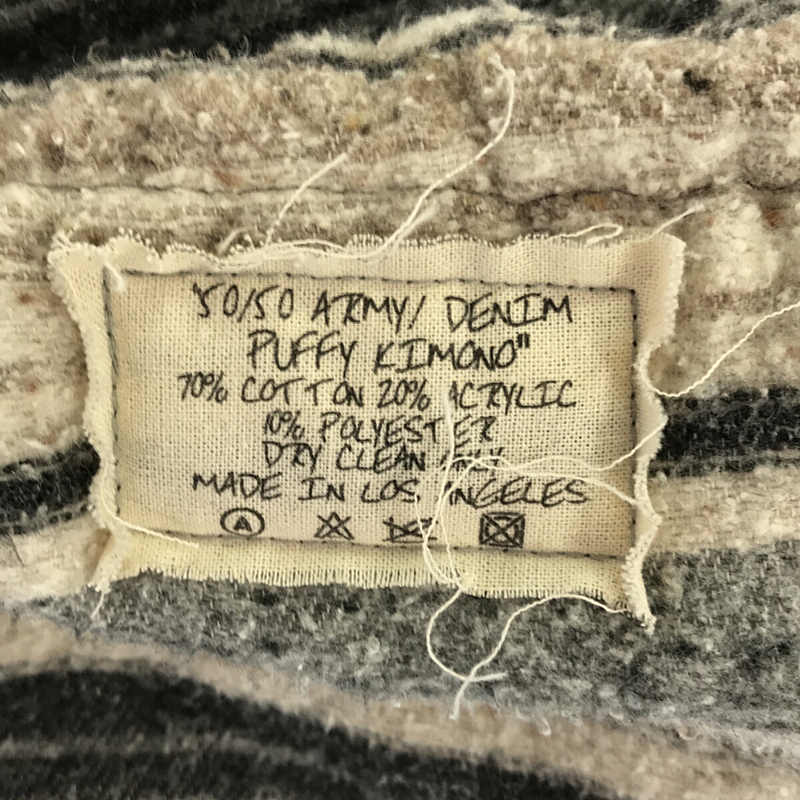 "50/50 ARMY/ DENIM
PUFFY KIMONO"
70% COTTON 20% ACRYLIC
10% POLYESTER
DRY CLEAN
MADE IN LOS ANGELES
A